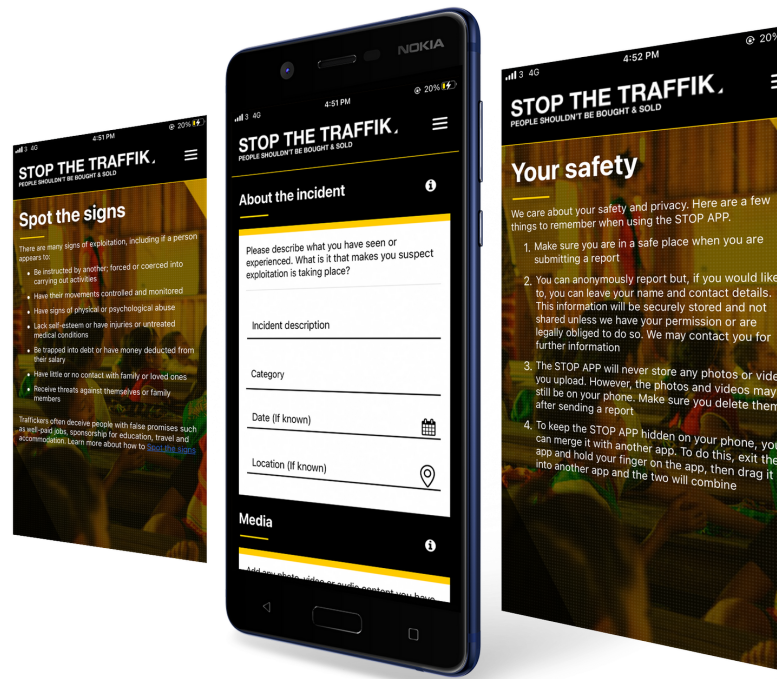 3 4G
4:51 PM
20%
STOP THE TRAFFIK
PEOPLE SHOULDN'T BE BOUGHT & SOLD
Spot the signs
There are many signs of exploitation, including if a person
appears to:
Be instructed by another; forced or coerced into
carrying out activities
Have their movements controlled and monitored
Have signs of physical or psychological abuse
Lack self-esteem or have injuries or untreated
medical conditions
Be trapped into debt or have money deducted from
their salary
Have little or no contact with family or loved ones
Receive threats against themselves or family
members
Traffickers often deceive people with false promises such
as well-paid jobs, sponsorship for education, travel and
accommodation. Learn more about how to Spot the signs
NOKIA
3 4G
4:51 PM
20%
STOP THE TRAFFIK
PEOPLE SHOULDN'T BE BOUGHT & SOLD
About the incident
Please describe what you have seen or
experienced. What is it that makes you suspect
exploitation is taking place?
Incident description
Category
Date (If known)
Location (If known)
Media
Add any photo, video or audio content you have
3 4G
4:52 PM
20%
STOP THE TRAFFIK
PEOPLE SHOULDN'T BE BOUGHT & SOLD
Your safety
We care about your safety and privacy. Here are a few
things to remember when using the STOP APP.
1. Make sure you are in a safe place when you are
submitting a report
2. You can anonymously report but, if you would like
to, you can leave your name and contact details.
This information will be securely stored and not
shared unless we have your permission or are
legally obliged to do so. We may contact you for
further information
3. The STOP APP will never store any photos or vide
you upload. However, the photos and videos may
still be on your phone. Make sure you delete them
after sending a report
4. To keep the STOP APP hidden on your phone, you
can merge it with another app. To do this, exit the
app and hold your finger on the app, then drag it
into another app and the two will combine